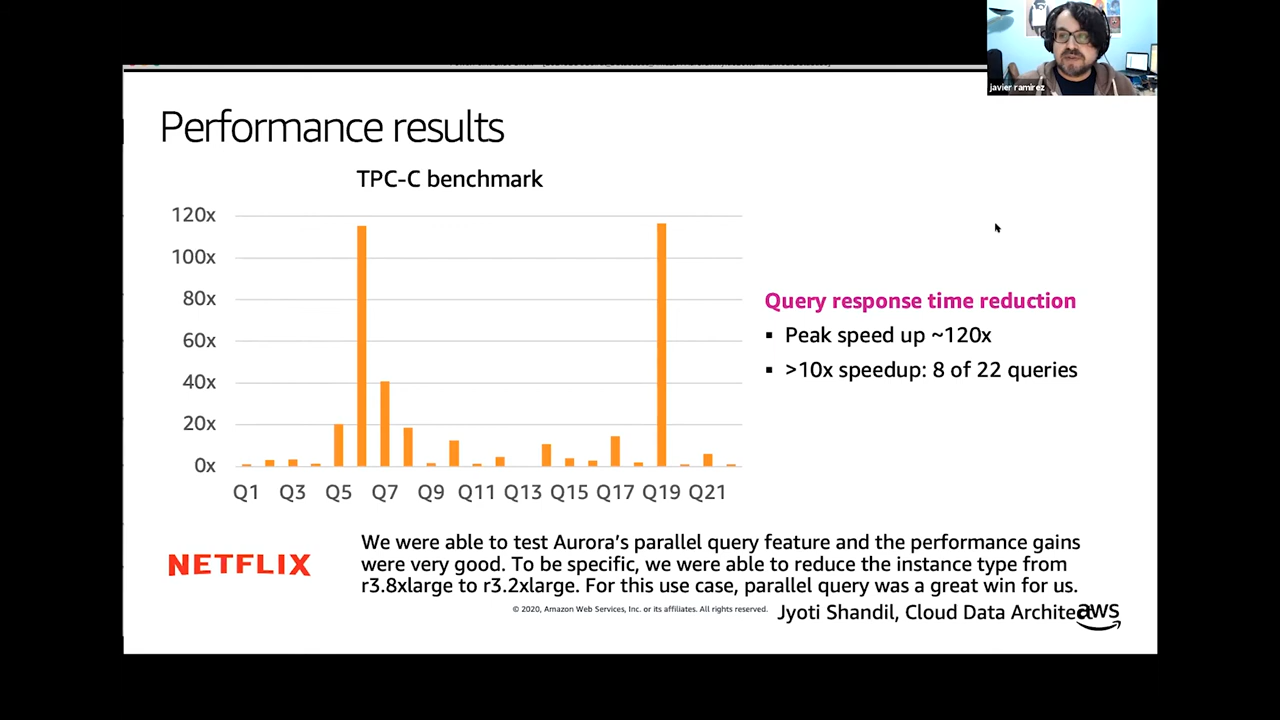 javier ramirez
Performance results
TPC-C benchmark
120x
100x
80x
60x
40x
20x
0x
Q1 Q3 Q5 Q7 Q9 Q11 Q13 Q15 Q17 Q19 Q21
Query response time reduction
▪ Peak speed up ~120x
▪ >10x speedup: 8 of 22 queries
NETFLIX
We were able to test Aurora's parallel query feature and the performance gains
were very good. To be specific, we were able to reduce the instance type from
r3.8xlarge to r3.2xlarge. For this use case, parallel query was a great win for us.
© 2020, Amazon Web Services, Inc. or its affiliates. All rights reserved.
Jyoti Shandil, Cloud Data Architect
aws